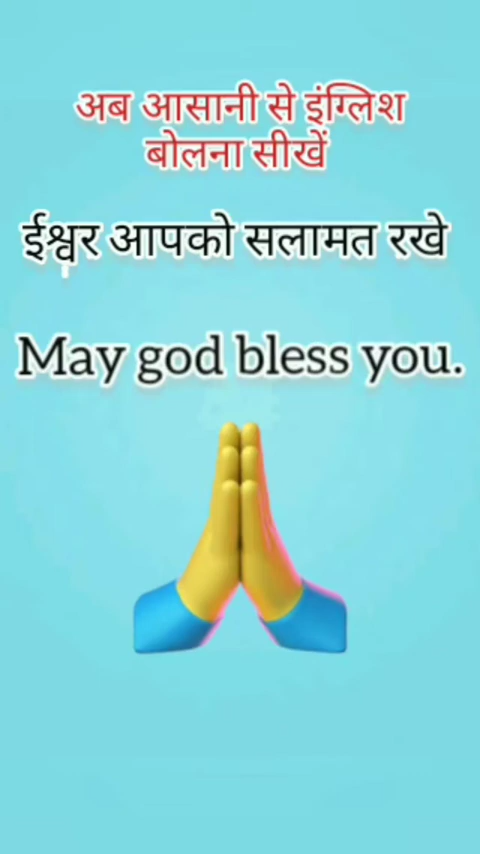 अब आसानी से इंग्लिश
बोलना सीखें
ईश्वर आपको सलामत रखे
May god bless you.